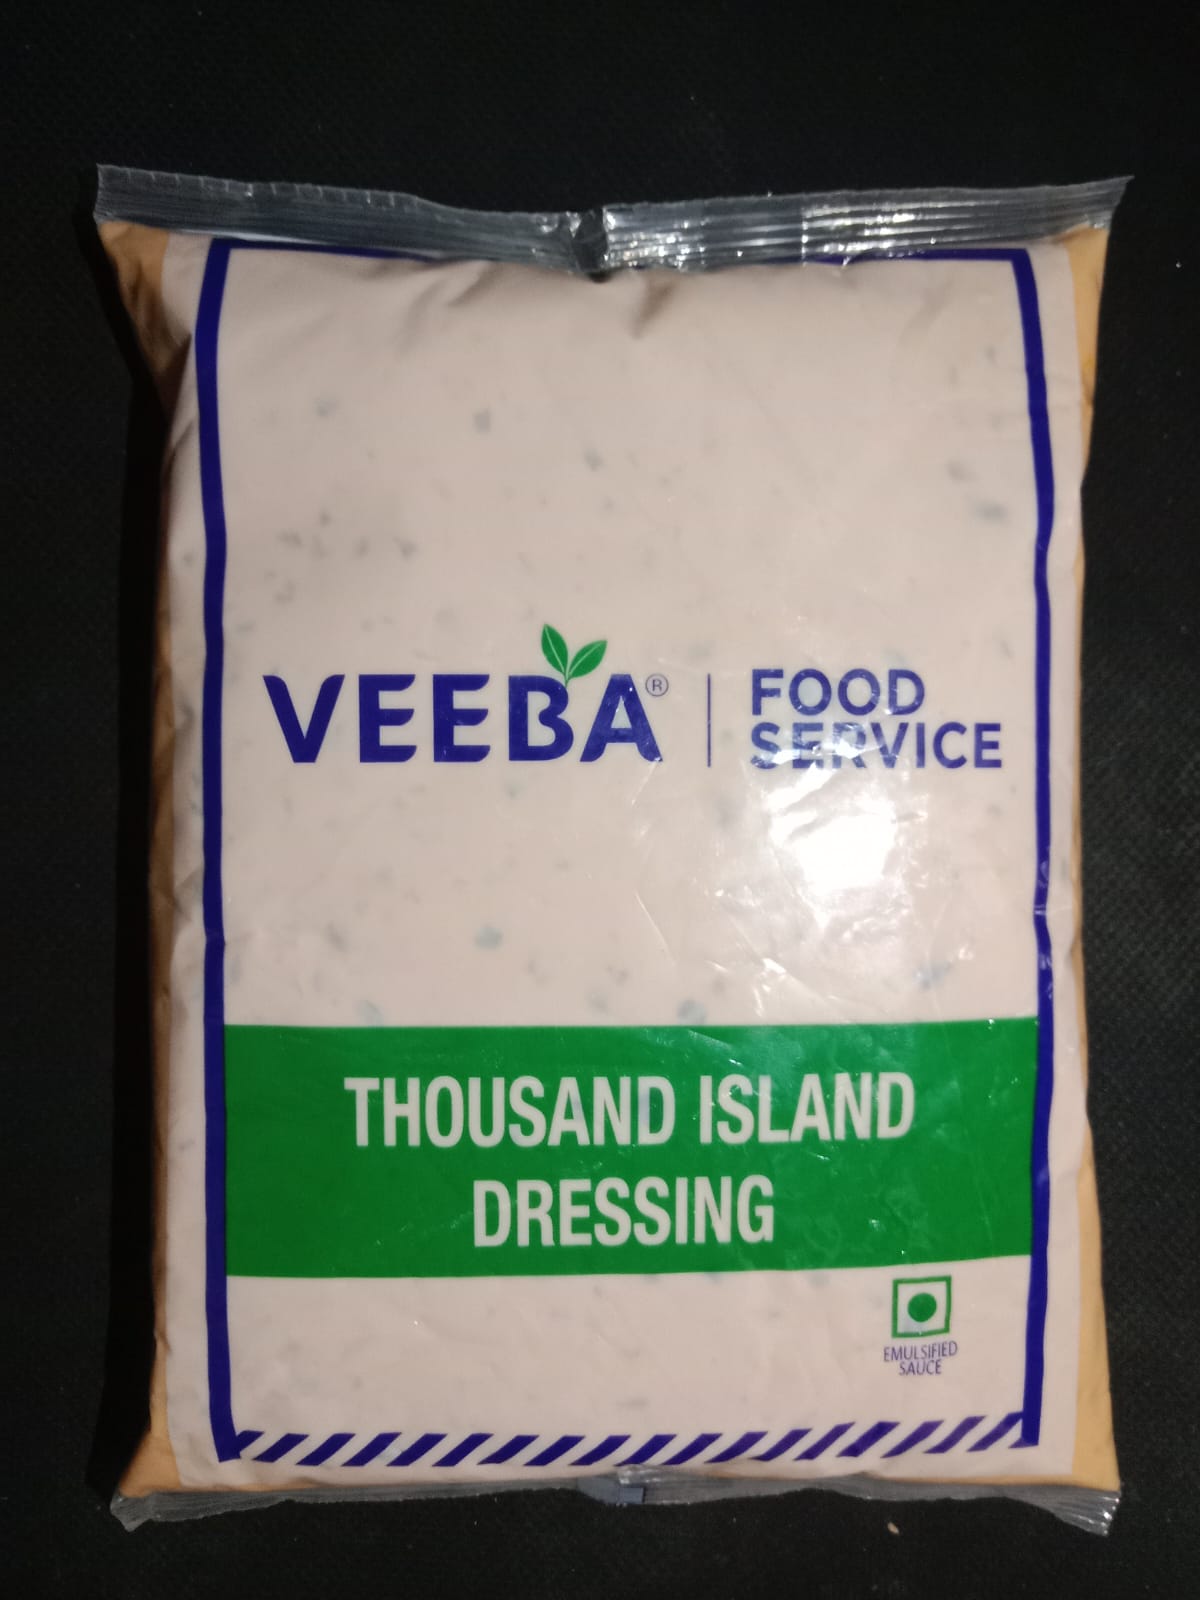 VEEBA® | FOOD
SERVICE
THOUSAND ISLAND
DRESSING
EMULSIFIED
SAUCE